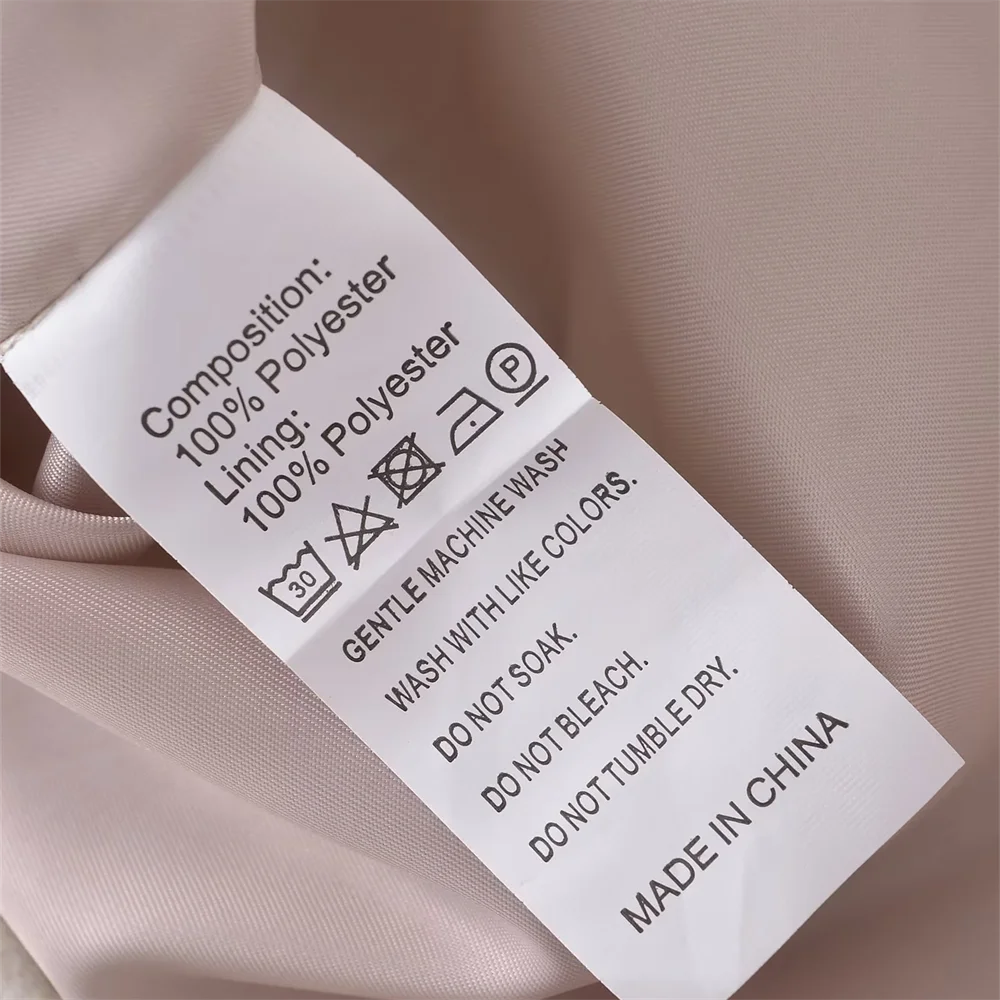 Composition:
100% Polyester
Lining:
100% Polyester
30 P
GENTLE MACHINE WASH
WASH WITH LIKE COLORS.
DO NOT SOAK.
DO NOT BLEACH.
DO NOT TUMBLE DRY.
MADE IN CHINA